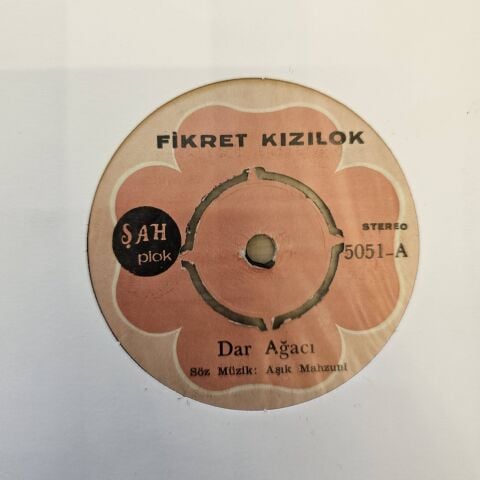 FİKRET KIZILOK
ŞAH
plak
STEREO
5051-A
Dar Ağacı
Söz Müzik: Aşık Mahzuni